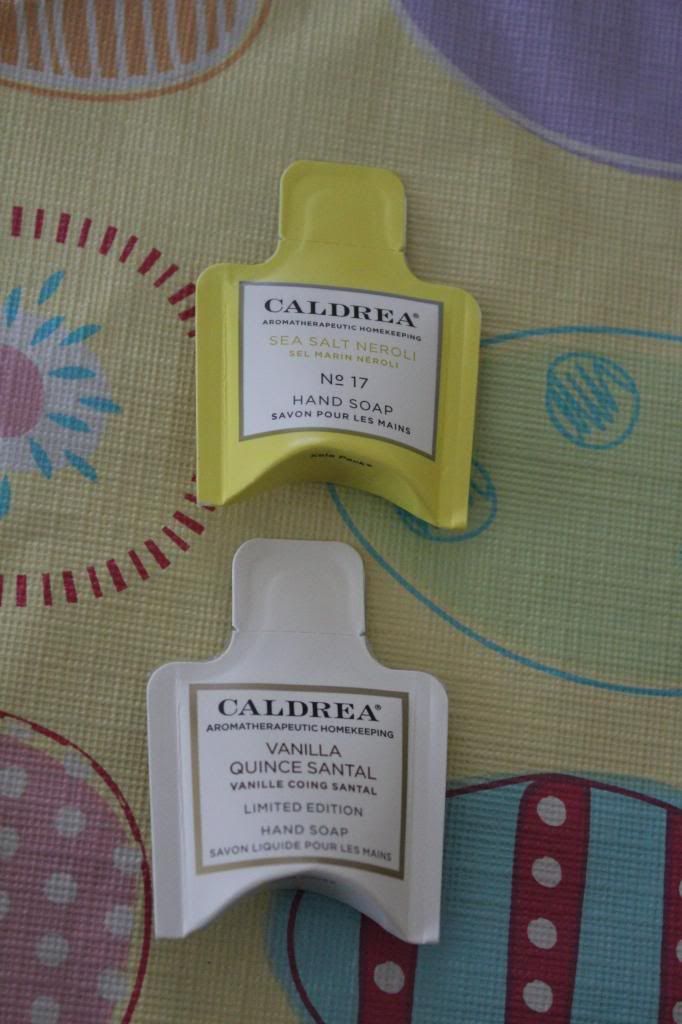 CALDREA®
AROMATHERAPEUTIC HOMEKEEPING
SEA SALT NEROLI
SEL MARIN NÉROLI
Nº 17
HAND SOAP
SAVON POUR LES MAINS
CALDREA®
AROMATHERAPEUTIC HOMEKEEPING
VANILLA
QUINCE SANTAL
VANILLE COING SANTAL
LIMITED EDITION
HAND SOAP
SAVON LIQUIDE POUR LES MAINS